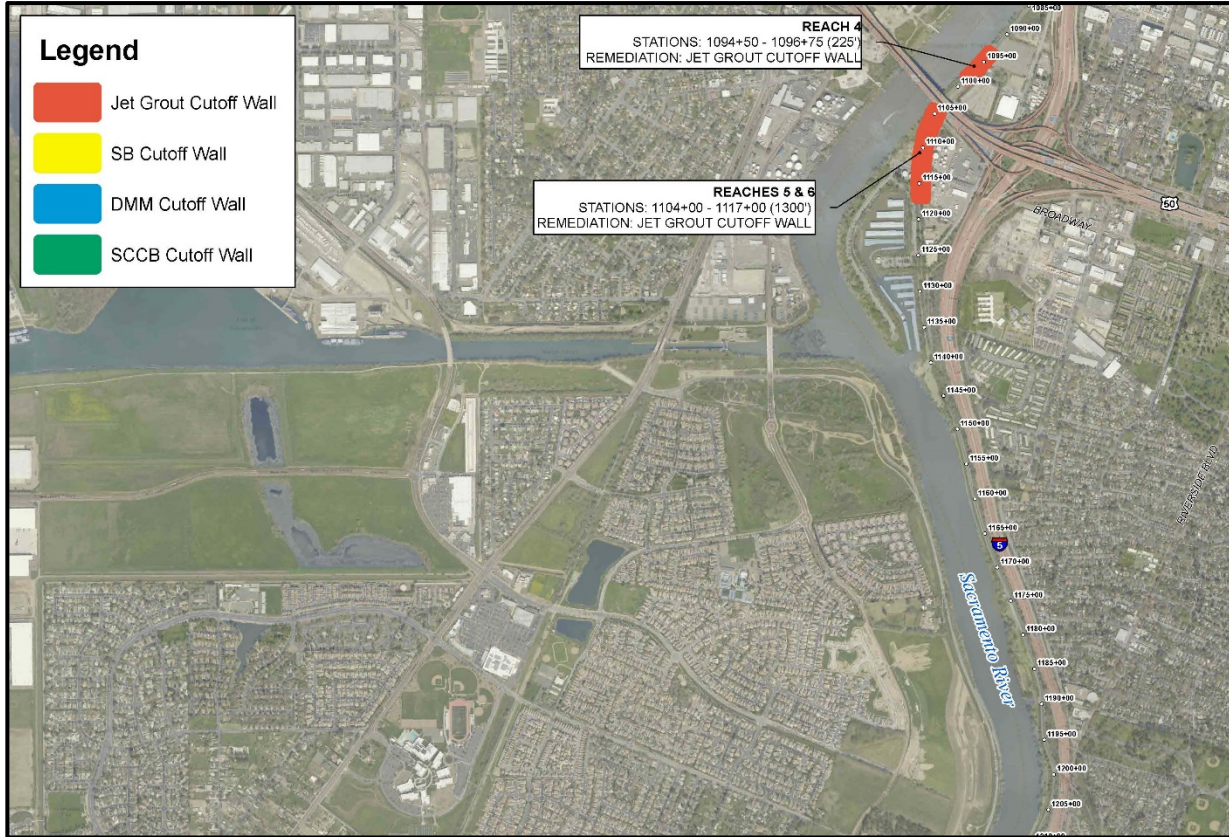 Legend
Jet Grout Cutoff Wall
SB Cutoff Wall
DMM Cutoff Wall
SCCB Cutoff Wall
REACH 4
STATIONS: 1094+50 - 1096+75 (225')
REMEDIATION: JET GROUT CUTOFF WALL
REACHES 5 & 6
STATIONS: 1104+00 - 1117+00 (1300')
REMEDIATION: JET GROUT CUTOFF WALL
1085+00
1090+00
1095+00
1100+00
1105+00
1110+00
1115+00
1120+00
1125+00
1130+00
1135+00
1140+00
1145+00
1150+00
1155+00
1160+00
1165+00
1170+00
1175+00
1180+00
1185+00
1190+00
1195+00
1200+00
1205+00
BROADWAY
50
5
RIVERSIDE BLVD
Sacramento River